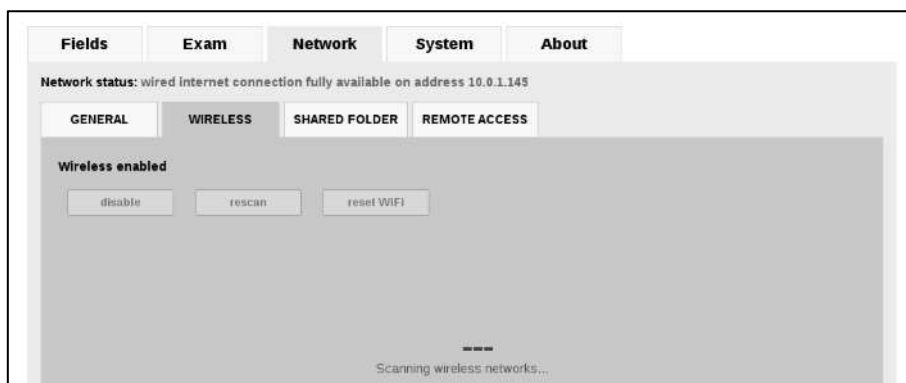 Fields Exam Network System About
Network status: wired internet connection fully available on address 10.0.1.145
GENERAL WIRELESS SHARED FOLDER REMOTE ACCESS
Wireless enabled
disable rescan reset WiFi
Scanning wireless networks...